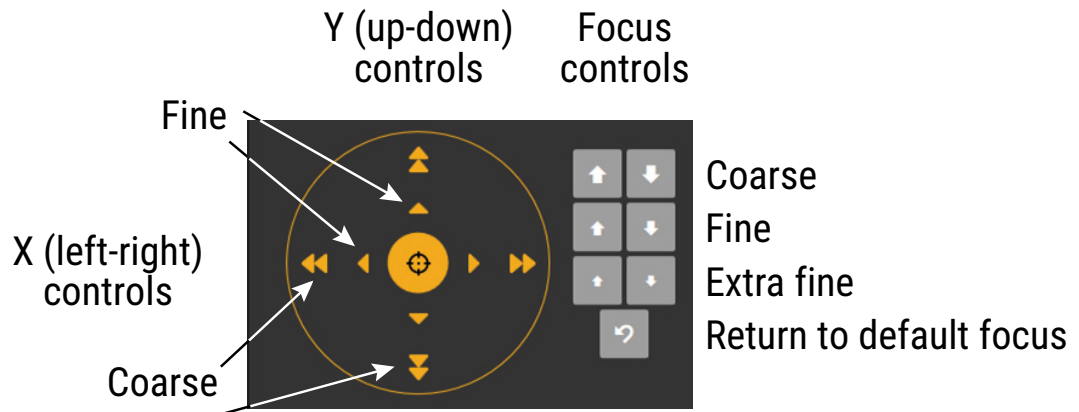 Y (up-down)
controls
Focus
controls
Fine
Coarse
Fine
X (left-right)
controls
Extra fine
Return to default focus
Coarse